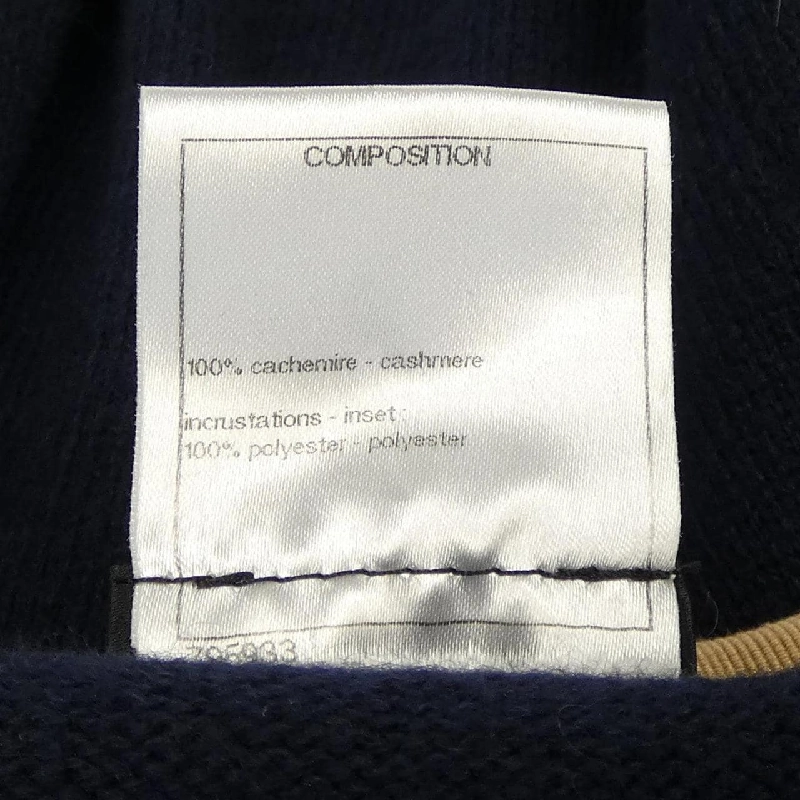 COMPOSITION
100% cachemire - cashmere
incrustations - inset:
100% polyester - polyester